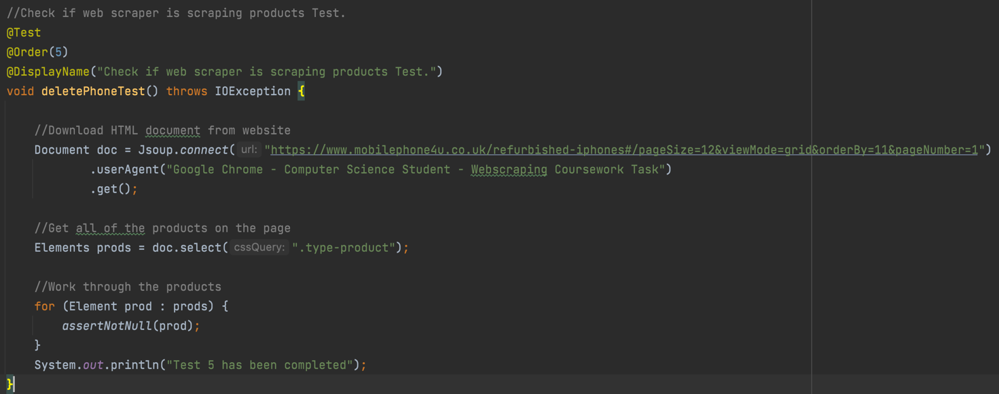 //Check if web scraper is scraping products Test.
@Test
@Order(5)
@DisplayName("Check if web scraper is scraping products Test.")
void deletePhoneTest() throws IOException {
//Download HTML document from website
Document doc = Jsoup.connect( url: "https://www.mobilephone4u.co.uk/refurbished-iphones#/pageSize=12&viewMode=grid&orderBy=11&pageNumber=1")
.userAgent("Google Chrome - Computer Science Student - Webscraping Coursework Task")
.get();
//Get all of the products on the page
Elements prods = doc.select( cssQuery: ".type-product");
//Work through the products
for (Element prod : prods) {
assertNotNull(prod);
}
System.out.println("Test 5 has been completed");
}